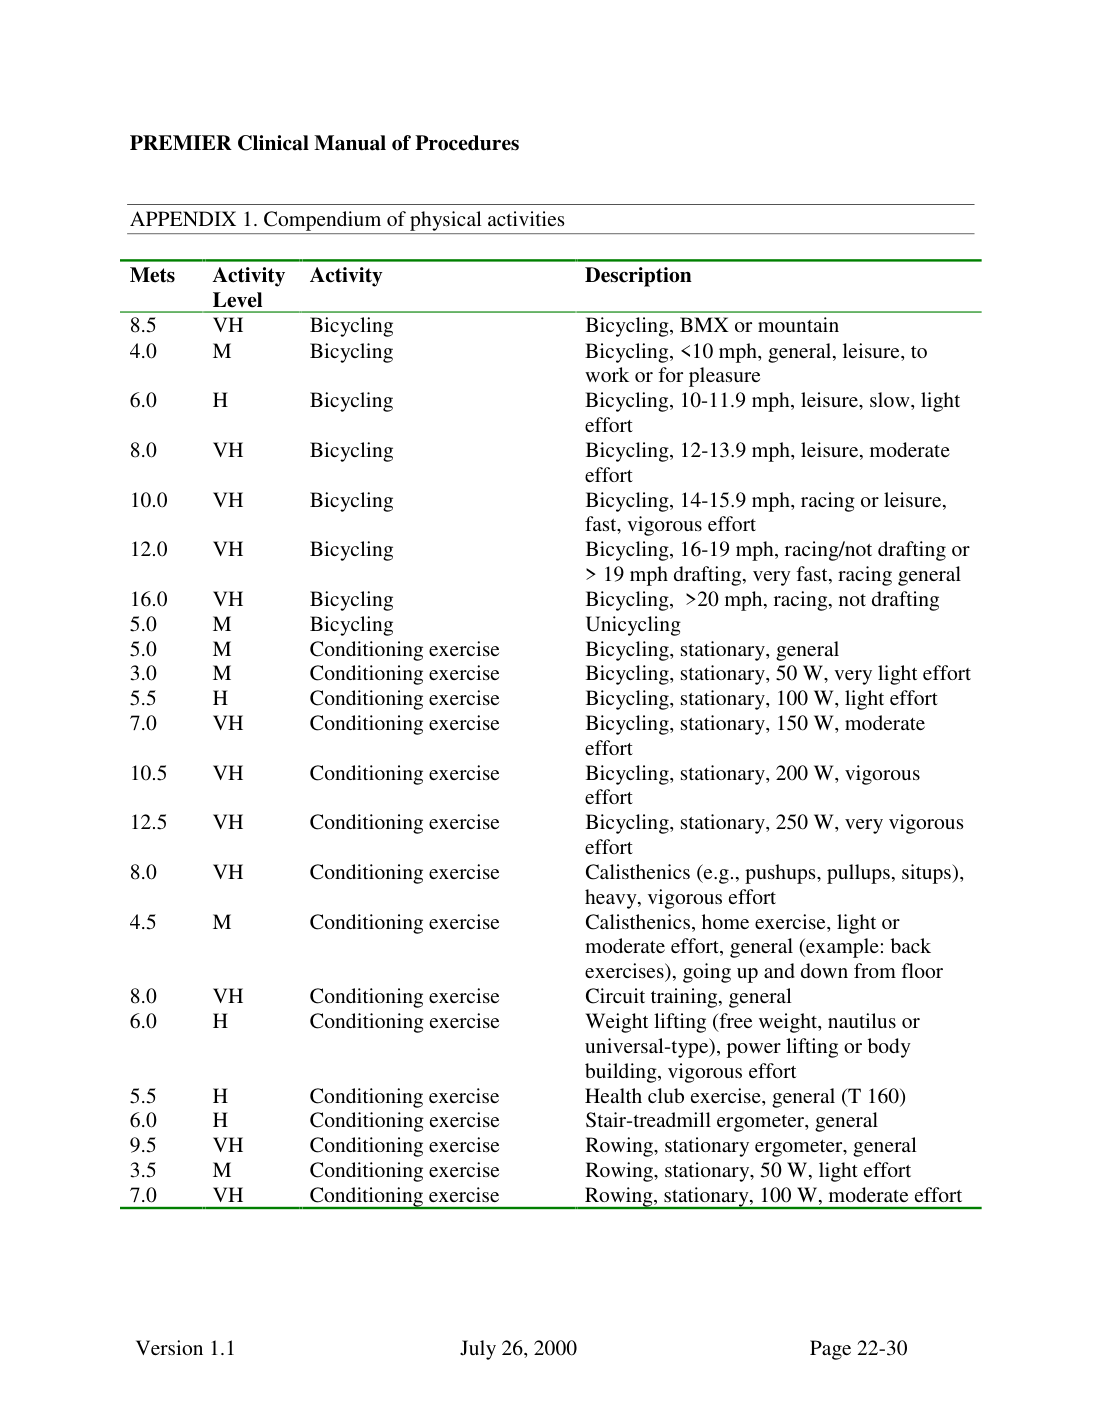 PREMIER Clinical Manual of Procedures
APPENDIX 1. Compendium of physical activities
Mets Activity Level Activity Description
8.5 VH Bicycling Bicycling, BMX or mountain
4.0 M Bicycling Bicycling, <10 mph, general, leisure, to
work or for pleasure
6.0 H Bicycling Bicycling, 10-11.9 mph, leisure, slow, light
effort
8.0 VH Bicycling Bicycling, 12-13.9 mph, leisure, moderate
effort
10.0 VH Bicycling Bicycling, 14-15.9 mph, racing or leisure,
fast, vigorous effort
12.0 VH Bicycling Bicycling, 16-19 mph, racing/not drafting or
> 19 mph drafting, very fast, racing general
16.0 VH Bicycling Bicycling,  >20 mph, racing, not drafting
5.0 M Bicycling Unicycling
5.0 M Conditioning exercise Bicycling, stationary, general
3.0 M Conditioning exercise Bicycling, stationary, 50 W, very light effort
5.5 H Conditioning exercise Bicycling, stationary, 100 W, light effort
7.0 VH Conditioning exercise Bicycling, stationary, 150 W, moderate
effort
10.5 VH Conditioning exercise Bicycling, stationary, 200 W, vigorous
effort
12.5 VH Conditioning exercise Bicycling, stationary, 250 W, very vigorous
effort
8.0 VH Conditioning exercise Calisthenics (e.g., pushups, pullups, situps),
heavy, vigorous effort
4.5 M Conditioning exercise Calisthenics, home exercise, light or
moderate effort, general (example: back
exercises), going up and down from floor
8.0 VH Conditioning exercise Circuit training, general
6.0 H Conditioning exercise Weight lifting (free weight, nautilus or
universal-type), power lifting or body
building, vigorous effort
5.5 H Conditioning exercise Health club exercise, general (T 160)
6.0 H Conditioning exercise Stair-treadmill ergometer, general
9.5 VH Conditioning exercise Rowing, stationary ergometer, general
3.5 M Conditioning exercise Rowing, stationary, 50 W, light effort
7.0 VH Conditioning exercise Rowing, stationary, 100 W, moderate effort
Version 1.1 July 26, 2000 Page 22-30